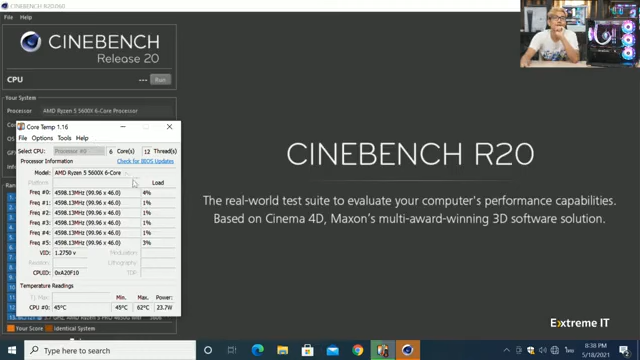 CINEBENCH R20.060
File Help
CINEBENCH
Release 20
CPU --- Run
Your System
Processor AMD Ryzen 5 5600X 6-Core Processor
Core Temp 1.16
File Options Tools Help
Select CPU: Processor #0 6 Core(s) 12 Thread(s)
Processor Information Check for BIOS Updates
Model: AMD Ryzen 5 5600X 6-Core
Platform: Load
Freq #0: 4598.13MHz (99.96 x 46.0) 4%
Freq #1: 4598.13MHz (99.96 x 46.0) 1%
Freq #2: 4598.13MHz (99.96 x 46.0) 1%
Freq #3: 4598.13MHz (99.96 x 46.0) 1%
Freq #4: 4598.13MHz (99.96 x 46.0) 1%
Freq #5: 4598.13MHz (99.96 x 46.0) 3%
VID: 1.2750 v Modulation:
Revision: Lithography:
CPUID: 0xA20F10 TDP:
Temperature Readings
Min. Max. Power:
CPU #0: 45°C 45°C 62°C 23.7W
Your Score Identical System
CINEBENCH R20
The real-world test suite to evaluate your computer's performance capabilities.
Based on Cinema 4D, Maxon's multi-award-winning 3D software solution.
Extreme IT
Type here to search
8:38 PM
5/18/2021